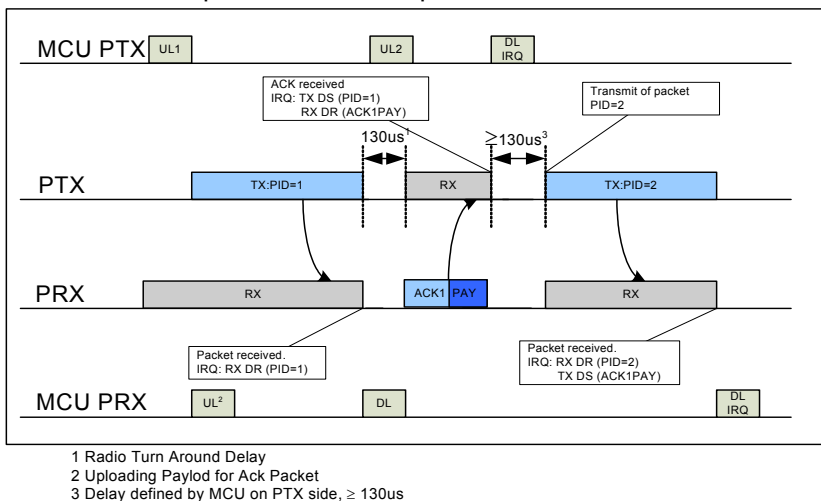 MCU PTX
UL1
UL2
DL
IRQ
ACK received
IRQ: TX DS (PID=1)
RX DR (ACK1PAY)
Transmit of packet
PID=2
130us1
≥130us3
PTX
TX:PID=1
RX
TX:PID=2
PRX
RX
ACK1 PAY
RX
Packet received.
IRQ: RX DR (PID=1)
Packet received.
IRQ: RX DR (PID=2)
TX DS (ACK1PAY)
MCU PRX
UL2
DL
DL
IRQ
1 Radio Turn Around Delay
2 Uploading Paylod for Ack Packet
3 Delay defined by MCU on PTX side, ≥ 130us